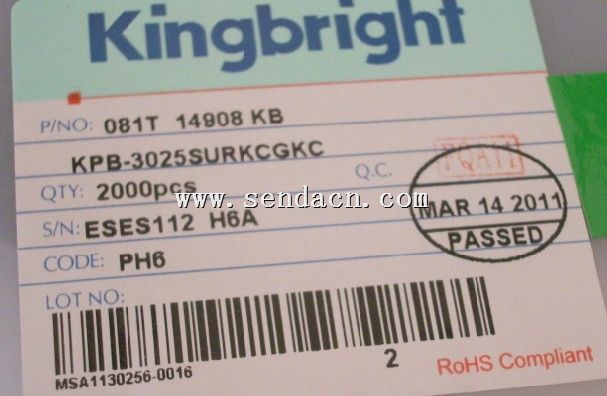 Kingbright
P/NO: 081T 14908 KB
KPB-3025SURKCGKC
QTY: 2000pcs
Q.C.
PQA11
MAR 14 2011
PASSED
www.sendacn.com
S/N: ESES112 H6A
CODE: PH6
LOT NO:
MSA1130256-0016
2
RoHS Compliant